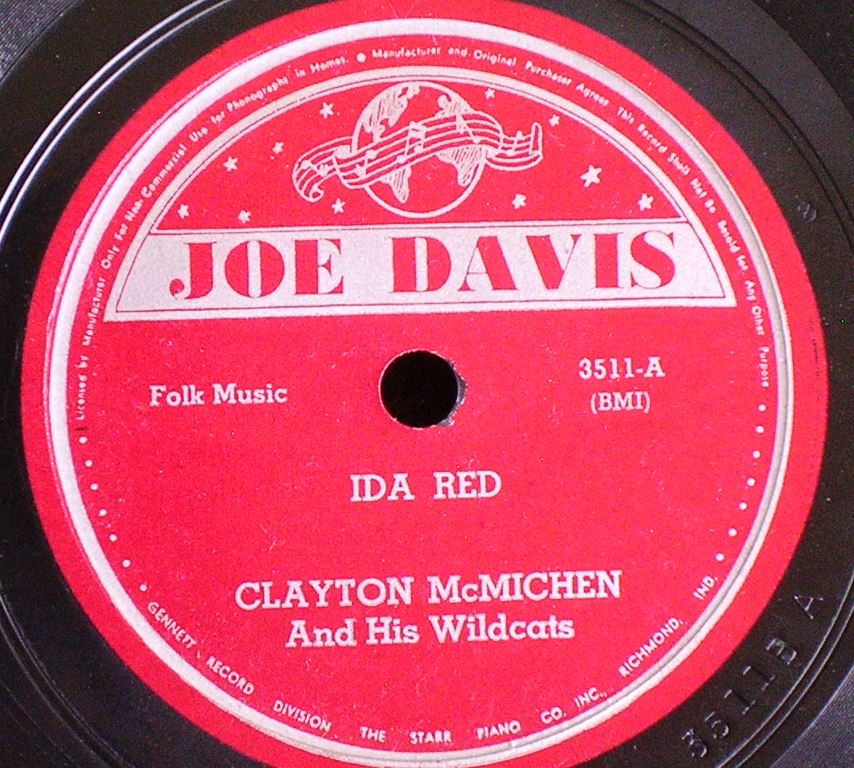 Licensed by Manufacturer Only For Non-Commercial Use for Phonographs in Homes. Manufacturer and Original Purchaser Agree This Record Shall Not Be Resold for Any Other Purpose
JOE DAVIS
Folk Music
3511-A
(BMI)
IDA RED
CLAYTON McMICHEN
And His Wildcats
GENNETT RECORD DIVISION THE STARR PIANO CO. INC., RICHMOND, IND.
3511B A